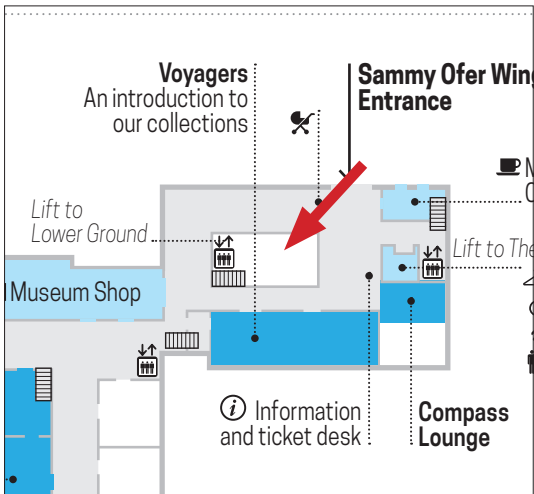 Voyagers
An introduction to
our collections
Sammy Ofer Wing
Entrance
Lift to
Lower Ground
Lift to The
Museum Shop
i Information
and ticket desk
Compass
Lounge